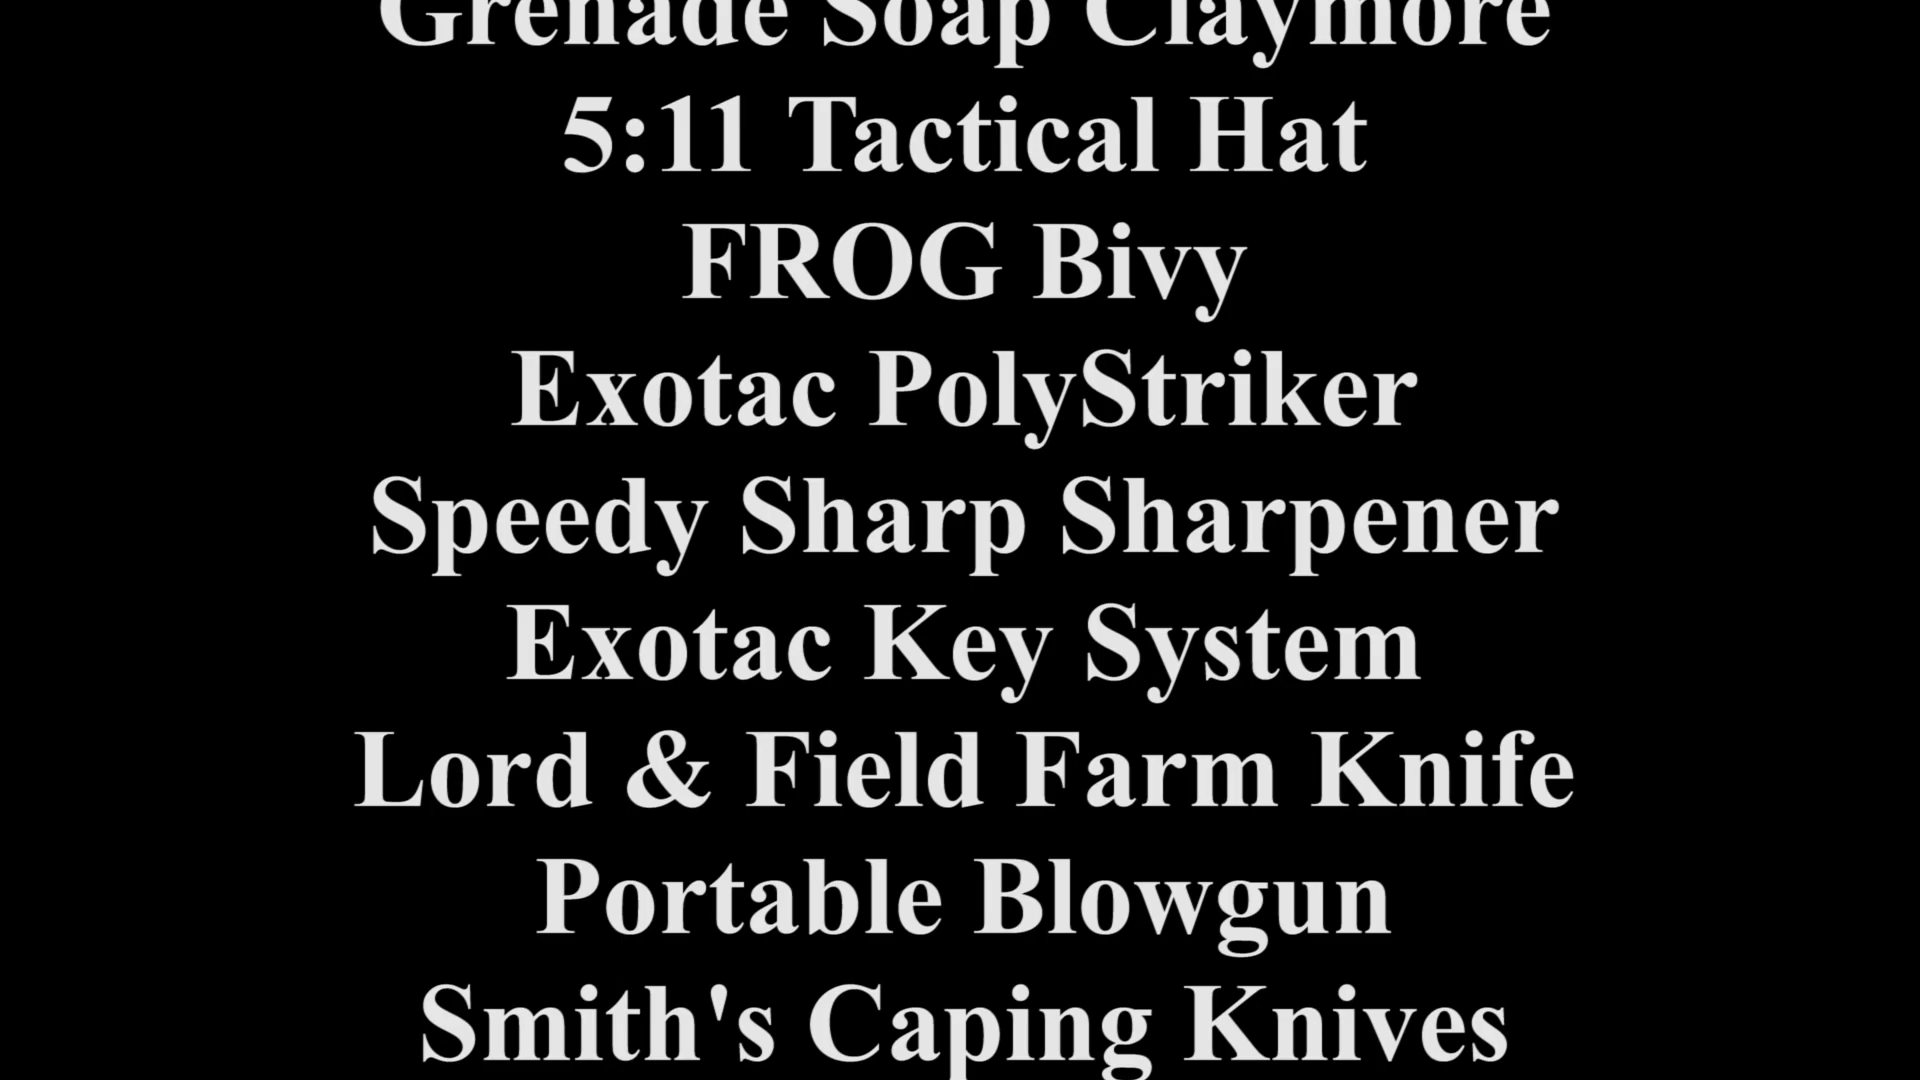 Grenade Soap Claymore
5:11 Tactical Hat
FROG Bivy
Exotac PolyStriker
Speedy Sharp Sharpener
Exotac Key System
Lord & Field Farm Knife
Portable Blowgun
Smith's Caping Knives